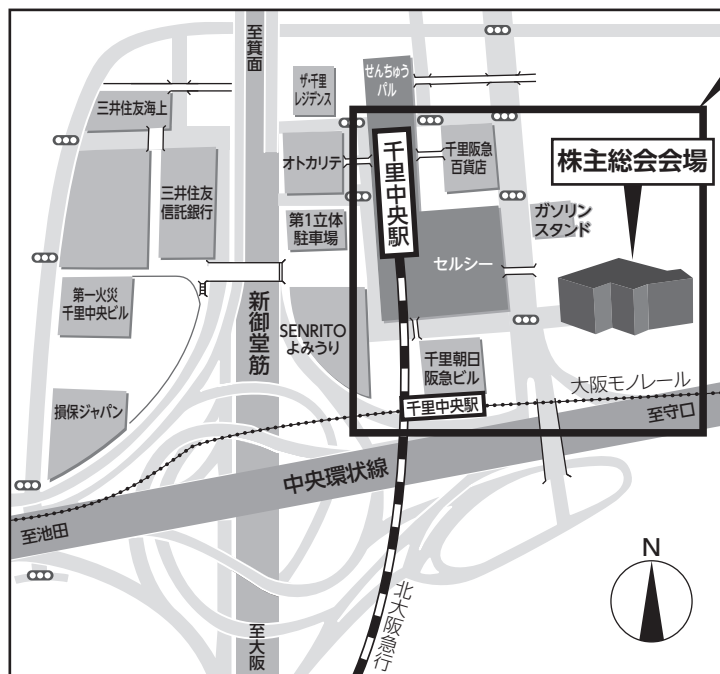 至箕面
せんちゅう
パル
ザ・千里
レジデンス
三井住友海上
千里中央駅
千里阪急
百貨店
株主総会会場
オトカリテ
三井住友
信託銀行
第1立体
駐車場
ガソリン
スタンド
セルシー
第一火災
千里中央ビル
新御堂筋
SENRITO
よみうり
千里朝日
阪急ビル
大阪モノレール
損保ジャパン
千里中央駅
至守口
中央環状線
至池田
N
北大阪急行
至大阪